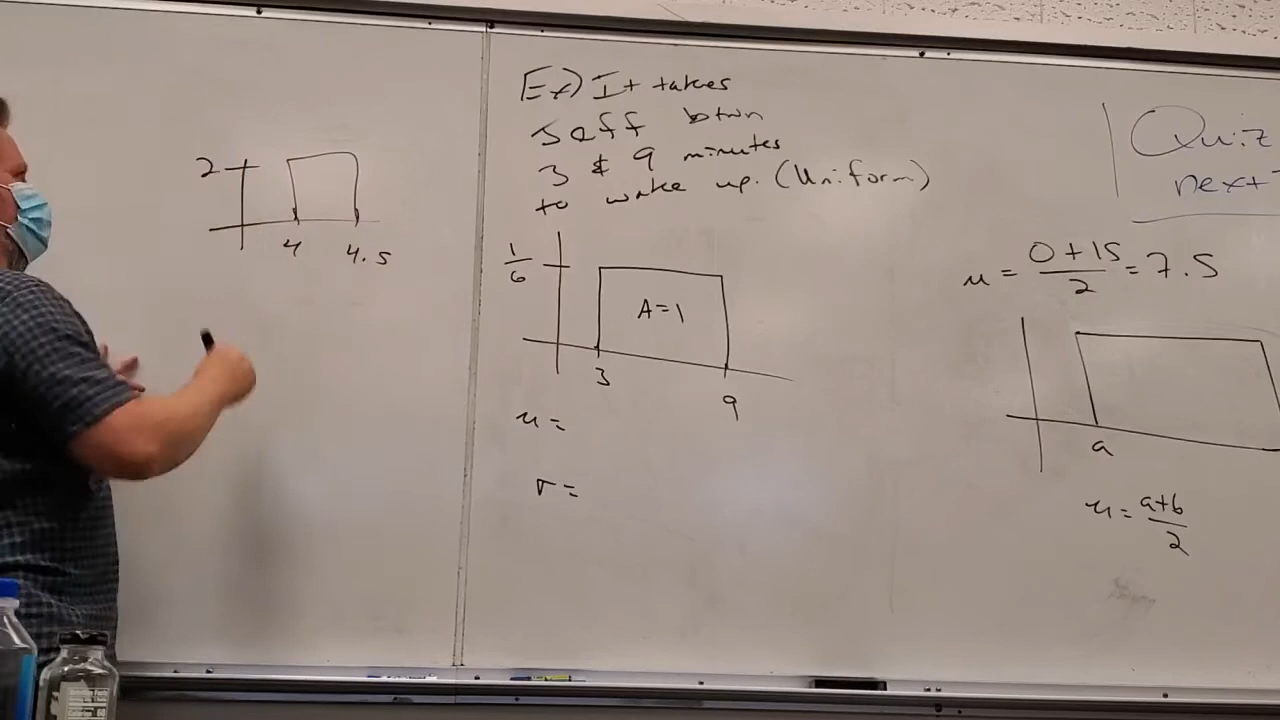 2
4 4.5
Ex) It takes
Jeff btwn
3 & 9 minutes
to wake up. (Uniform)
1/6
A=1
3
9
μ =
σ =
Quiz
next
μ = (0+15)/2 = 7.5
a
μ = (a+b)/2